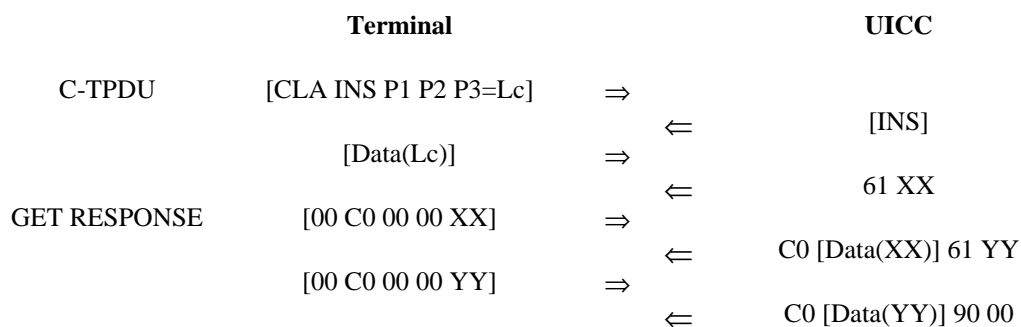 Terminal UICC
C-TPDU [CLA INS P1 P2 P3=Lc] ⇒
⇐ [INS]
[Data(Lc)] ⇒
⇐ 61 XX
GET RESPONSE [00 C0 00 00 XX] ⇒
⇐ C0 [Data(XX)] 61 YY
[00 C0 00 00 YY] ⇒
⇐ C0 [Data(YY)] 90 00